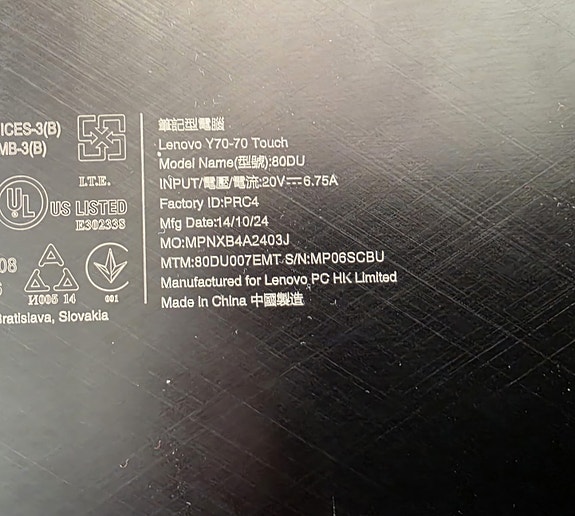 ICES-3(B)
MB-3(B)
I.T.E.
UL
US LISTED
E302338
08
И005 14
001
Bratislava, Slovakia
筆記型電腦
Lenovo Y70-70 Touch
Model Name(型號):80DU
INPUT/電壓/電流:20V⎓6.75A
Factory ID:PRC4
Mfg Date:14/10/24
MO:MPNXB4A2403J
MTM:80DU007EMT S/N:MP06SCBU
Manufactured for Lenovo PC HK Limited
Made in China 中國製造